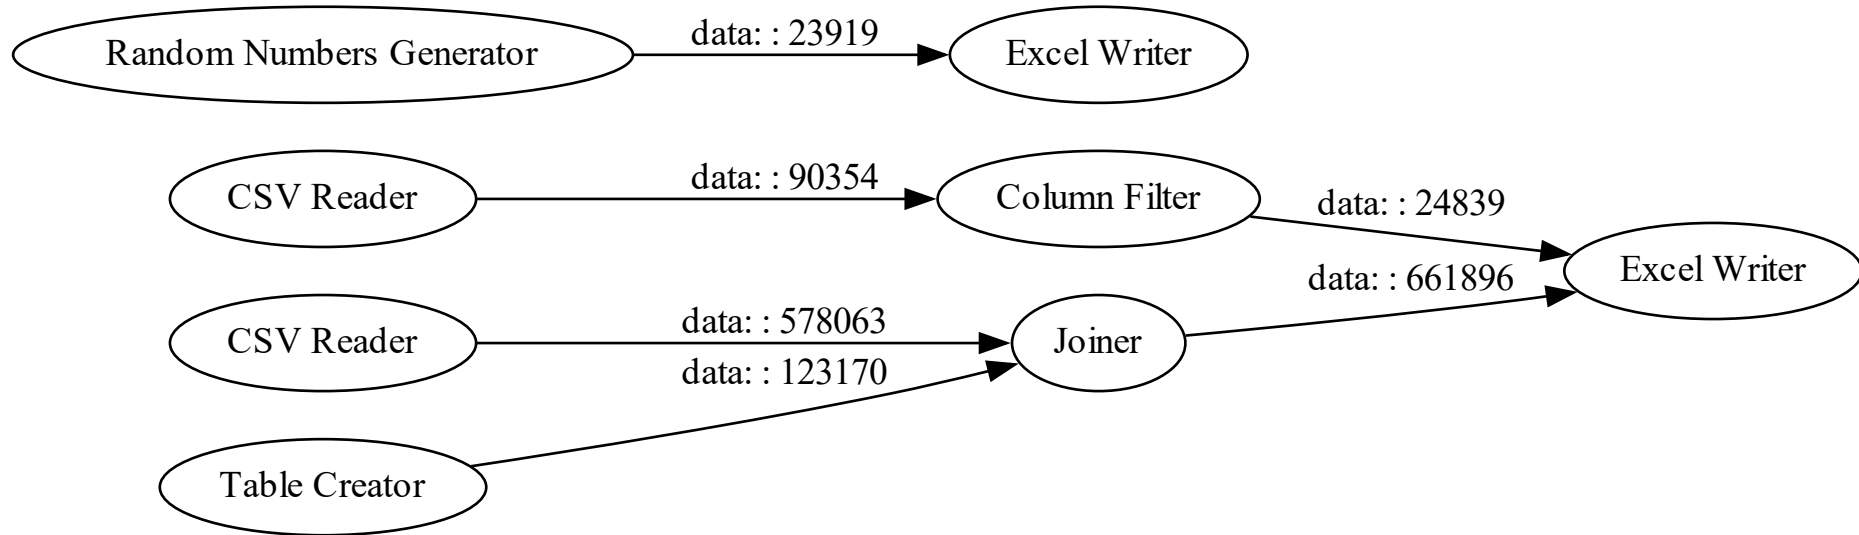 Random Numbers Generator
data: : 23919
Excel Writer
CSV Reader
data: : 90354
Column Filter
data: : 24839
Excel Writer
data: : 661896
CSV Reader
data: : 578063
Joiner
data: : 123170
Table Creator